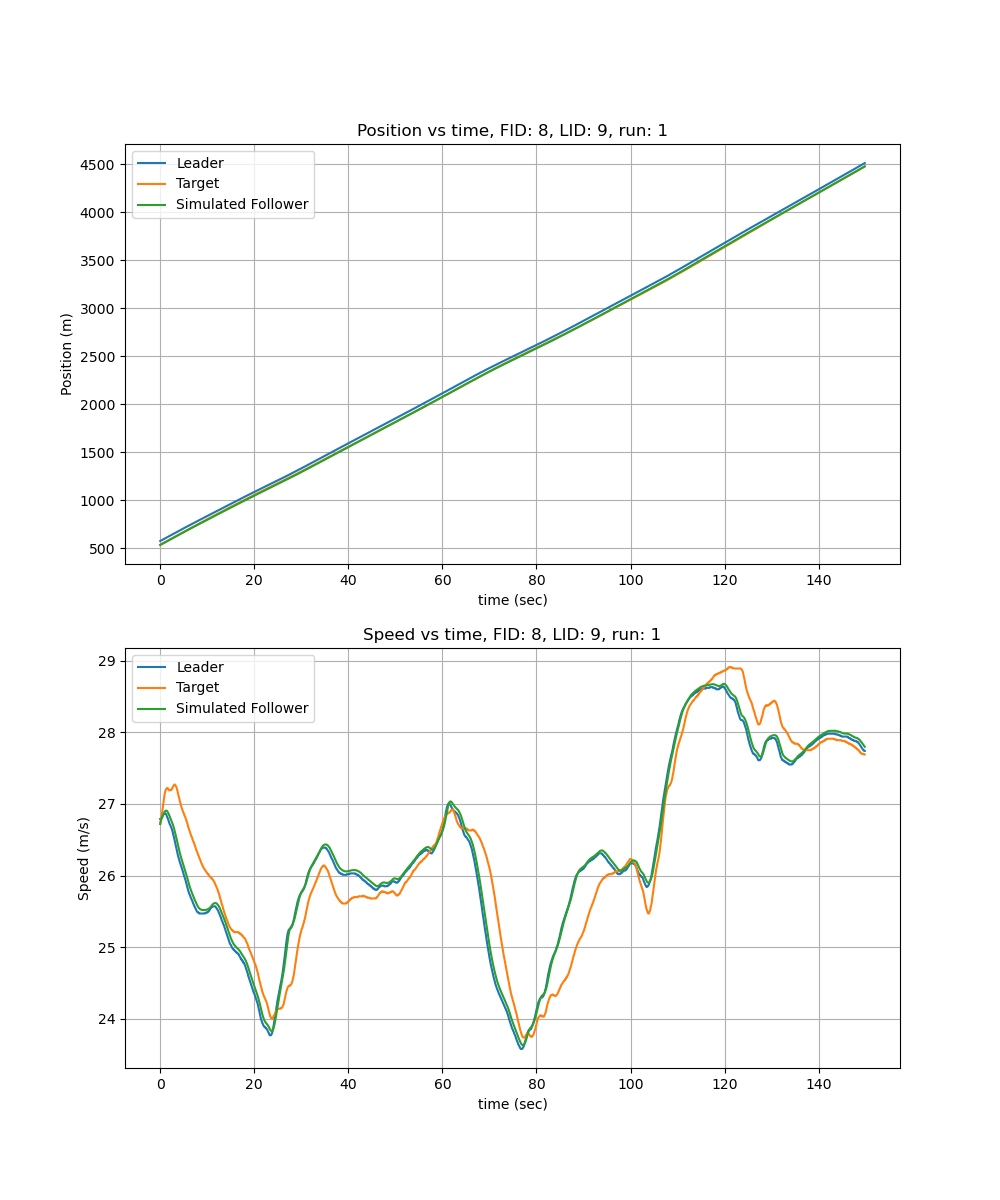 Position vs time, FID: 8, LID: 9, run: 1
Leader
Target
Simulated Follower
4500
4000
3500
3000
2500
2000
1500
1000
500
Position (m)
0 20 40 60 80 100 120 140
time (sec)
Speed vs time, FID: 8, LID: 9, run: 1
Leader
Target
Simulated Follower
29
28
27
26
25
24
Speed (m/s)
0 20 40 60 80 100 120 140
time (sec)